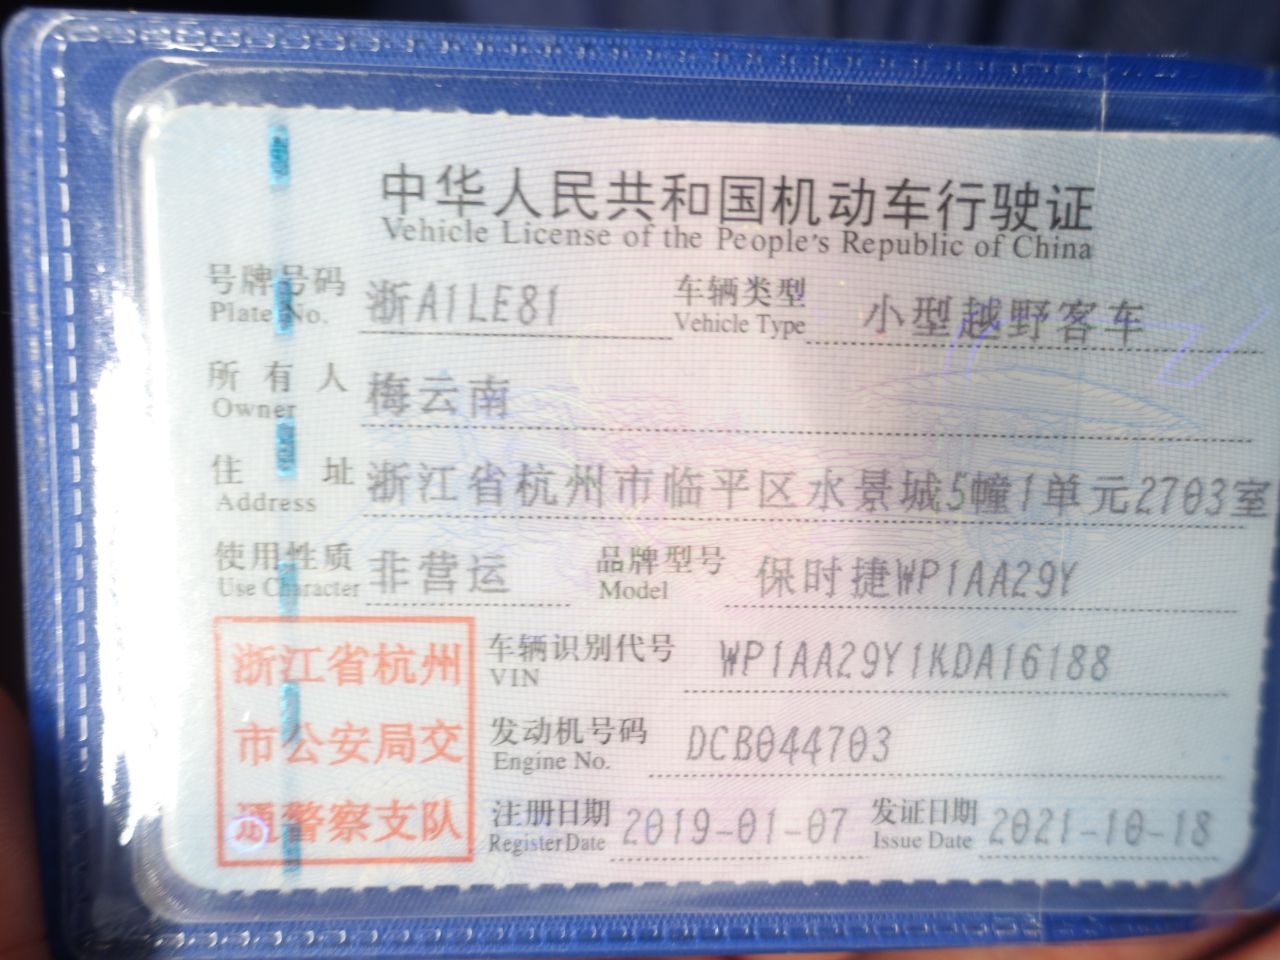 中华人民共和国机动车行驶证
Vehicle License of the People's Republic of China
号牌号码 浙A1LE81 车辆类型 小型越野客车
Plate No. Vehicle Type
所有人 梅云南
Owner
住址 浙江省杭州市临平区水景城5幢1单元2703室
Address
使用性质 非营运 品牌型号 保时捷WP1AA29Y
Use Character Model
浙江省杭州 车辆识别代号 WP1AA29Y1KDA16188
VIN
市公安局交 发动机号码 DCB044703
Engine No.
通警察支队 注册日期 2019-01-07 发证日期 2021-10-18
Register Date Issue Date